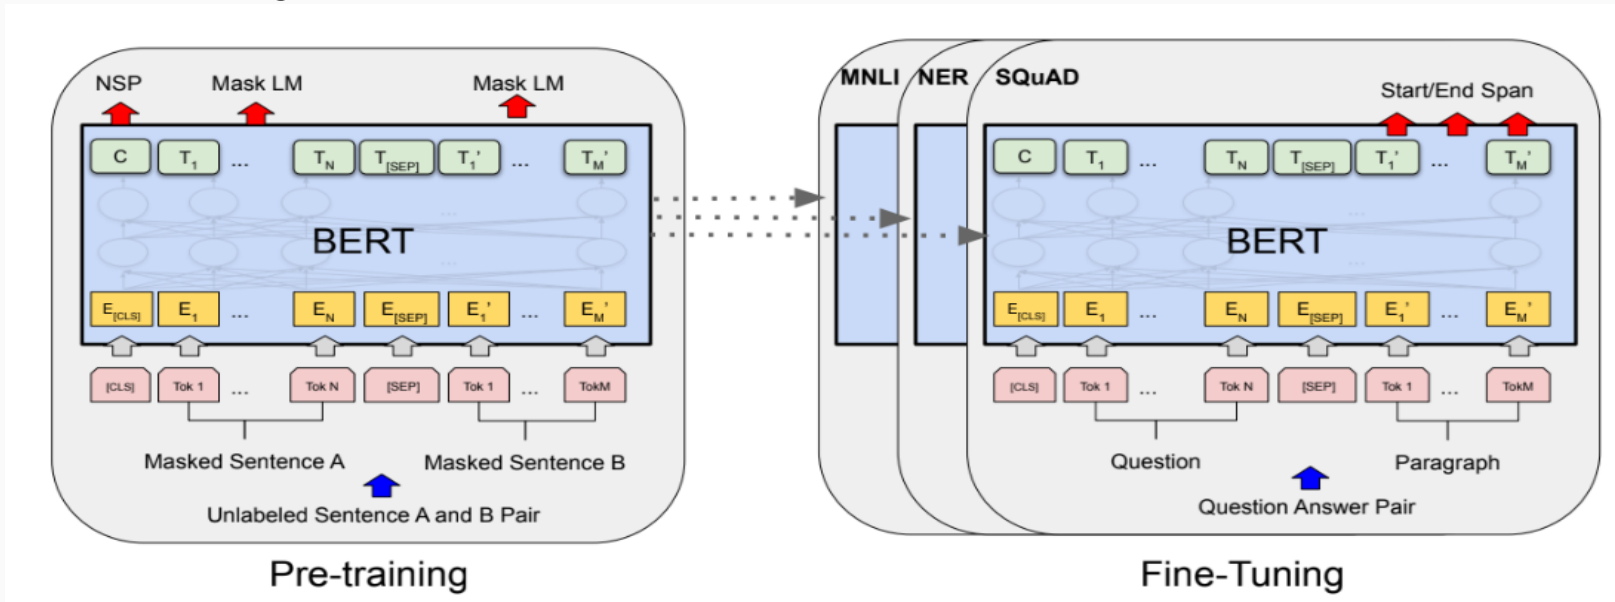 NSP Mask LM Mask LM
C T1 ... TN T[SEP] T1' ... TM'
...
BERT
...
E[CLS] E1 ... EN E[SEP] E1' ... EM'
[CLS] Tok 1 ... Tok N [SEP] Tok 1 ... TokM
Masked Sentence A Masked Sentence B
Unlabeled Sentence A and B Pair
Pre-training
MNLI NER SQuAD
Start/End Span
C T1 ... TN T[SEP] T1' ... TM'
...
BERT
...
E[CLS] E1 ... EN E[SEP] E1' ... EM'
[CLS] Tok 1 ... Tok N [SEP] Tok 1 ... TokM
Question Paragraph
Question Answer Pair
Fine-Tuning